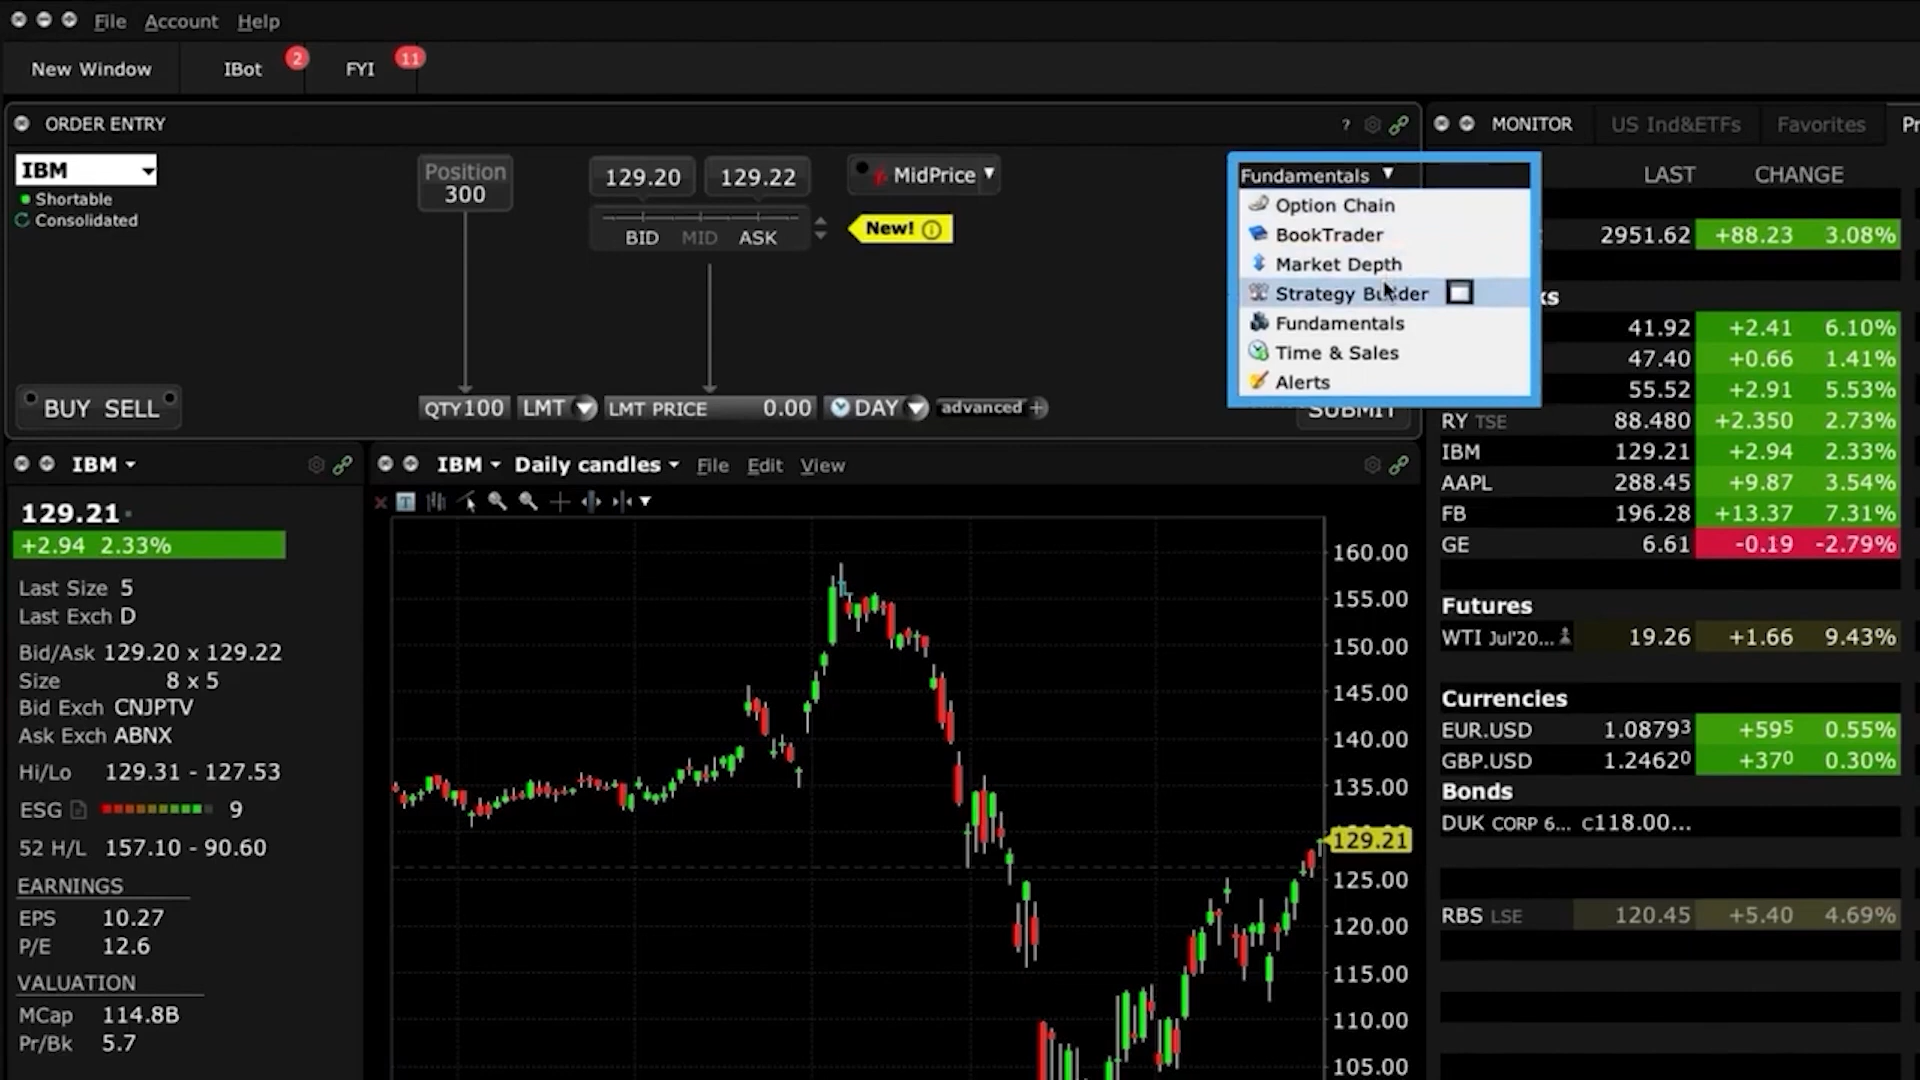 File Account Help
New Window IBot 2 FYI 11
ORDER ENTRY ?
IBM
Shortable
Consolidated
Position
300
129.20 129.22
BID MID ASK
MidPrice
New!
BUY SELL
QTY 100 LMT LMT PRICE 0.00 DAY advanced +
SUBMIT
Fundamentals
Option Chain
BookTrader
Market Depth
Strategy Builder
Fundamentals
Time & Sales
Alerts
MONITOR US Ind&ETFs Favorites
LAST CHANGE
2951.62 +88.23 3.08%
ks
41.92 +2.41 6.10%
47.40 +0.66 1.41%
55.52 +2.91 5.53%
RY TSE 88.480 +2.350 2.73%
IBM 129.21 +2.94 2.33%
AAPL 288.45 +9.87 3.54%
FB 196.28 +13.37 7.31%
GE 6.61 -0.19 -2.79%
Futures
WTI Jul'20... 19.26 +1.66 9.43%
Currencies
EUR.USD 1.08793 +595 0.55%
GBP.USD 1.24620 +370 0.30%
Bonds
DUK CORP 6... C118.00...
RBS LSE 120.45 +5.40 4.69%
IBM
129.21
+2.94 2.33%
Last Size 5
Last Exch D
Bid/Ask 129.20 x 129.22
Size 8 x 5
Bid Exch CNJPTV
Ask Exch ABNX
Hi/Lo 129.31 - 127.53
ESG 9
52 H/L 157.10 - 90.60
EARNINGS
EPS 10.27
P/E 12.6
VALUATION
MCap 114.8B
Pr/Bk 5.7
IBM Daily candles File Edit View
160.00
155.00
150.00
145.00
140.00
135.00
129.21
125.00
120.00
115.00
110.00
105.00